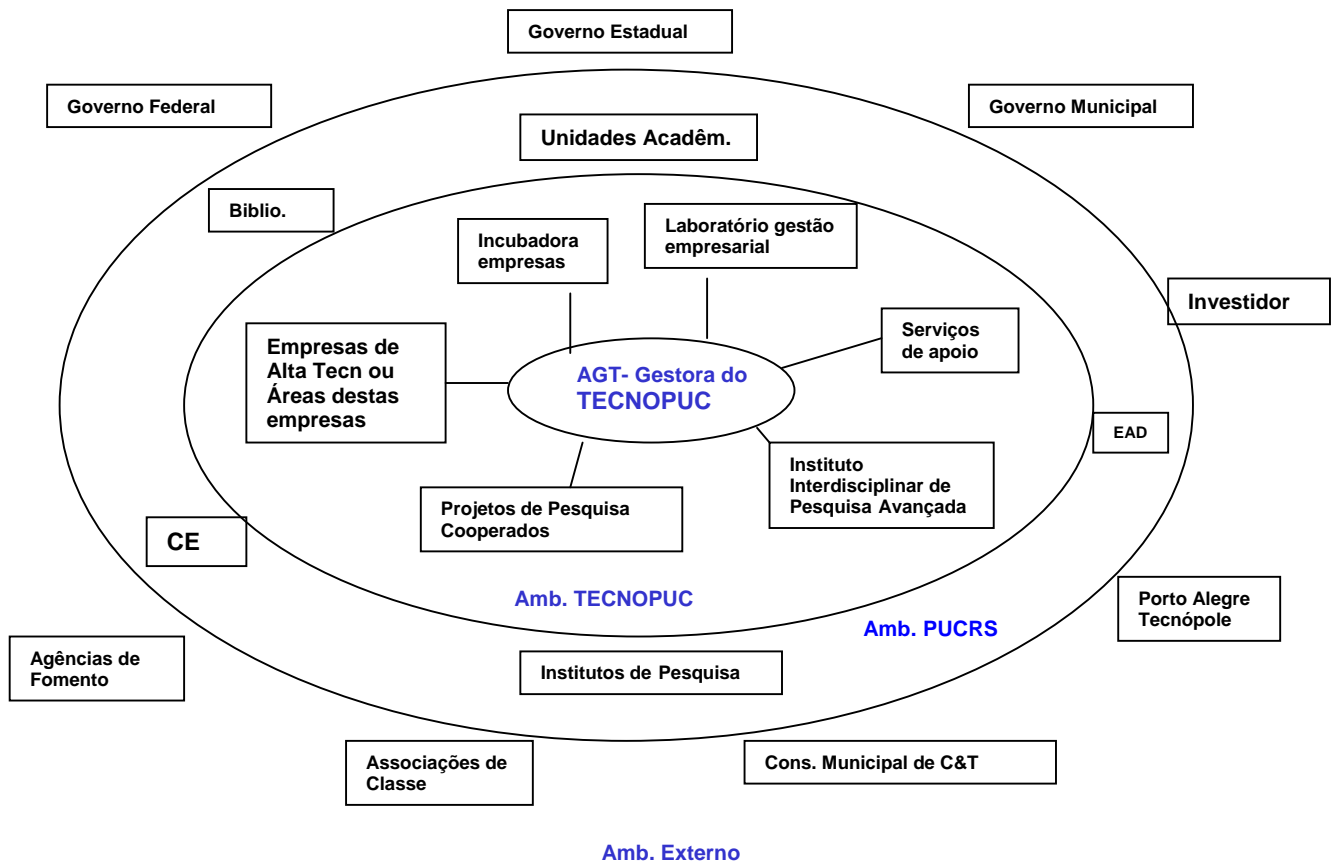 Governo Estadual
Governo Federal
Governo Municipal
Unidades Acadêm.
Biblio.
Incubadora
empresas
Laboratório gestão
empresarial
Investidor
Serviços
de apoio
Empresas de
Alta Tecn ou
Áreas destas
empresas
AGT- Gestora do
TECNOPUC
EAD
Instituto
Interdisciplinar de
Pesquisa Avançada
Projetos de Pesquisa
Cooperados
CE
Amb. TECNOPUC
Amb. PUCRS
Porto Alegre
Tecnópole
Agências de
Fomento
Institutos de Pesquisa
Associações de
Classe
Cons. Municipal de C&T
Amb. Externo